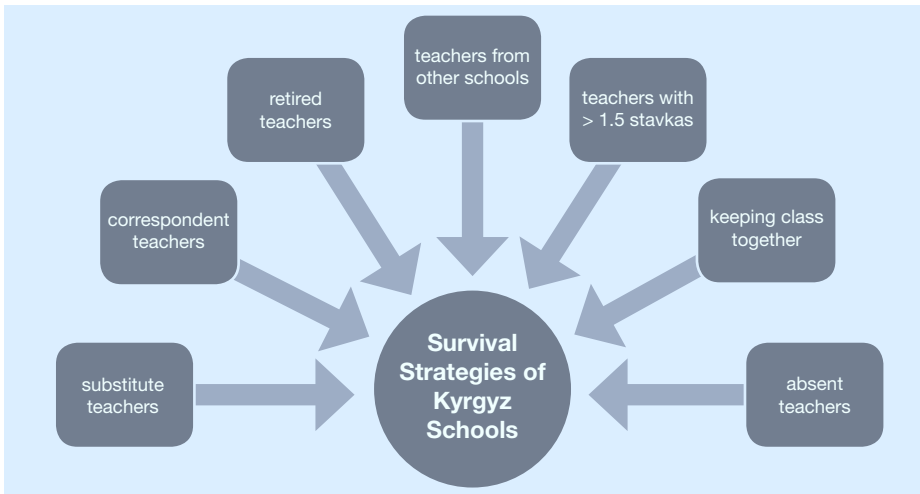 teachers from
other schools
retired
teachers
teachers with
> 1.5 stavkas
correspondent
teachers
keeping class
together
substitute
teachers
Survival
Strategies of
Kyrgyz
Schools
absent
teachers